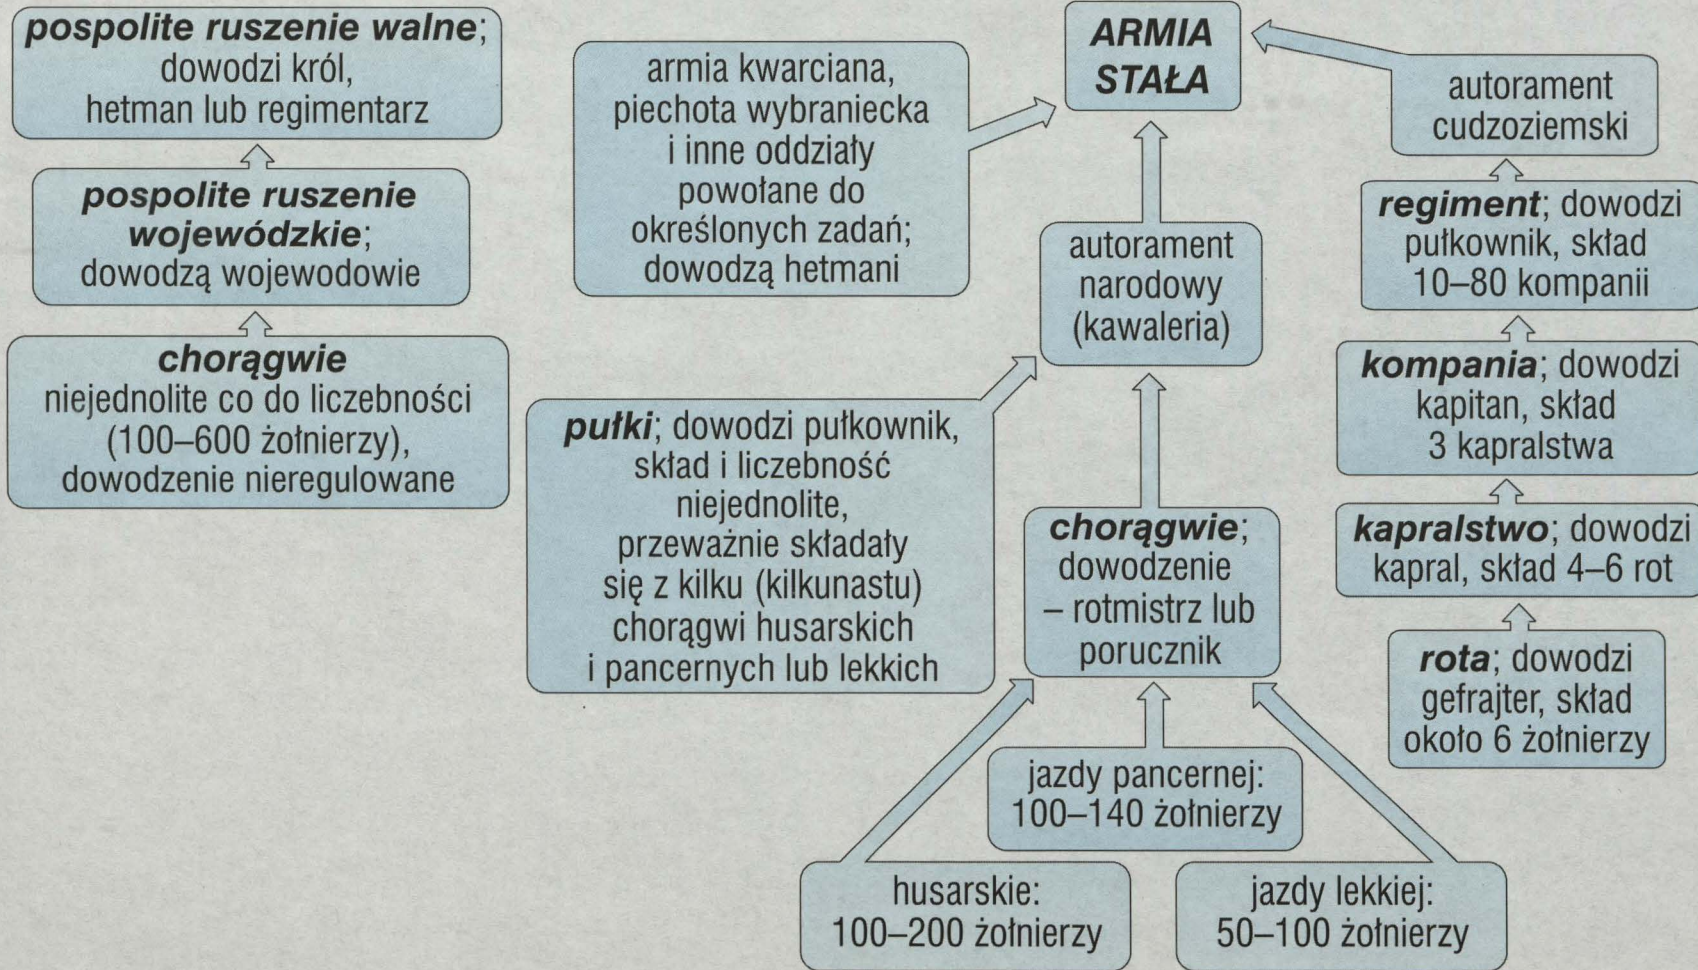 pospolite ruszenie walne;
dowodzi król,
hetman lub regimentarz
pospolite ruszenie
wojewódzkie;
dowodzą wojewodowie
chorągwie
niejednolite co do liczebności
(100–600 żołnierzy),
dowodzenie nieregulowane
armia kwarciana,
piechota wybraniecka
i inne oddziały
powołane do
określonych zadań;
dowodzą hetmani
ARMIA
STAŁA
autorament
narodowy
(kawaleria)
pułki; dowodzi pułkownik,
skład i liczebność
niejednolite,
przeważnie składały
się z kilku (kilkunastu)
chorągwi husarskich
i pancernych lub lekkich
chorągwie;
dowodzenie
– rotmistrz lub
porucznik
jazdy pancernej:
100–140 żołnierzy
husarskie:
100–200 żołnierzy
jazdy lekkiej:
50–100 żołnierzy
autorament
cudzoziemski
regiment; dowodzi
pułkownik, skład
10–80 kompanii
kompania; dowodzi
kapitan, skład
3 kapralstwa
kapralstwo; dowodzi
kapral, skład 4–6 rot
rota; dowodzi
gefrajter, skład
około 6 żołnierzy